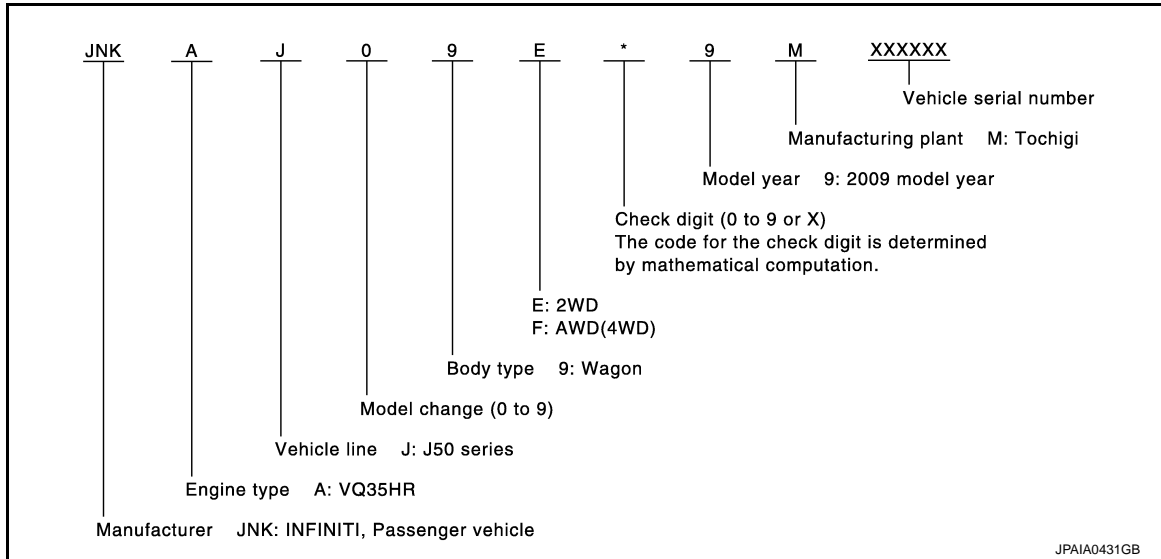 JNK A J 0 9 E * 9 M XXXXXX
Vehicle serial number
Manufacturing plant M: Tochigi
Model year 9: 2009 model year
Check digit (0 to 9 or X)
The code for the check digit is determined
by mathematical computation.
E: 2WD
F: AWD(4WD)
Body type 9: Wagon
Model change (0 to 9)
Vehicle line J: J50 series
Engine type A: VQ35HR
Manufacturer JNK: INFINITI, Passenger vehicle
JPAIA0431GB